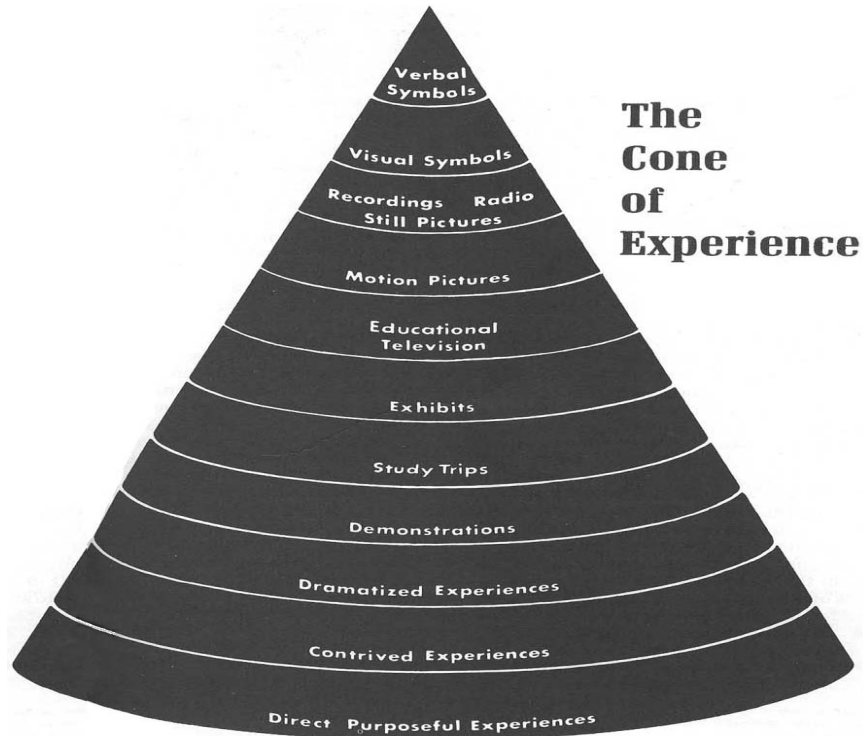 Verbal
Symbols
Visual Symbols
Recordings Radio
Still Pictures
Motion Pictures
Educational
Television
Exhibits
Study Trips
Demonstrations
Dramatized Experiences
Contrived Experiences
Direct Purposeful Experiences
The
Cone
of
Experience